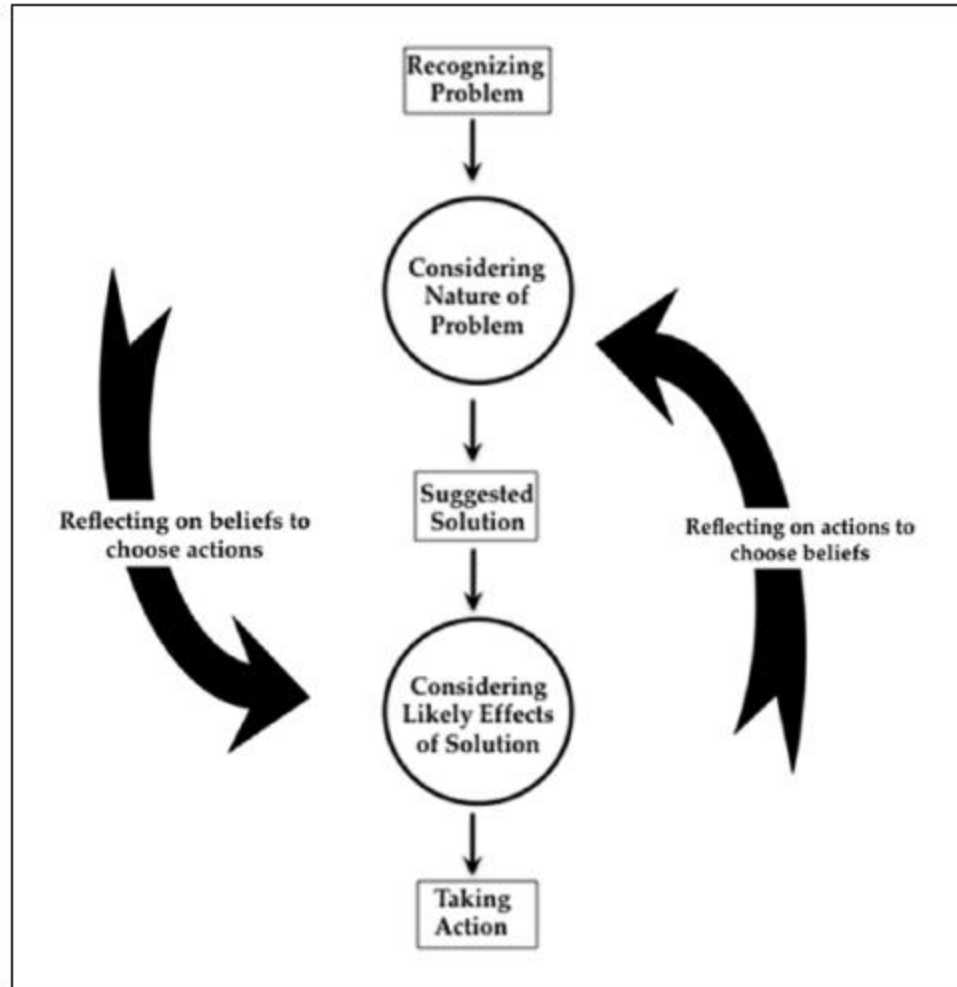 Recognizing
Problem
Considering
Nature of
Problem
Suggested
Solution
Reflecting on beliefs to
choose actions
Reflecting on actions to
choose beliefs
Considering
Likely Effects
of Solution
Taking
Action